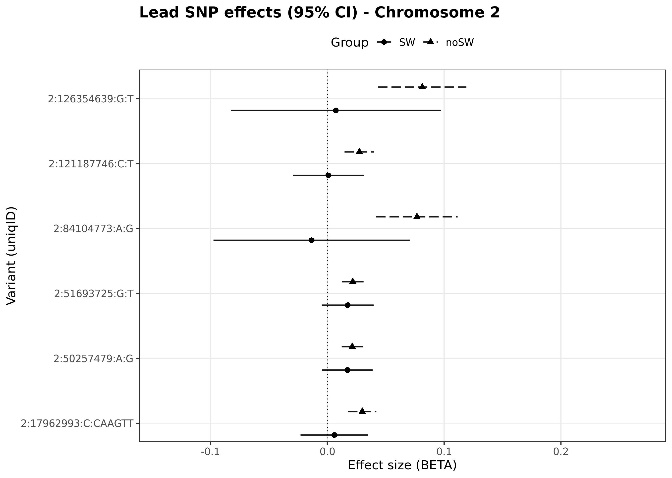 Lead SNP effects (95% CI) - Chromosome 2
Group SW noSW
Variant (uniqID)
2:126354639:G:T
2:121187746:C:T
2:84104773:A:G
2:51693725:G:T
2:50257479:A:G
2:17962993:C:CAAGTT
-0.1 0.0 0.1 0.2
Effect size (BETA)